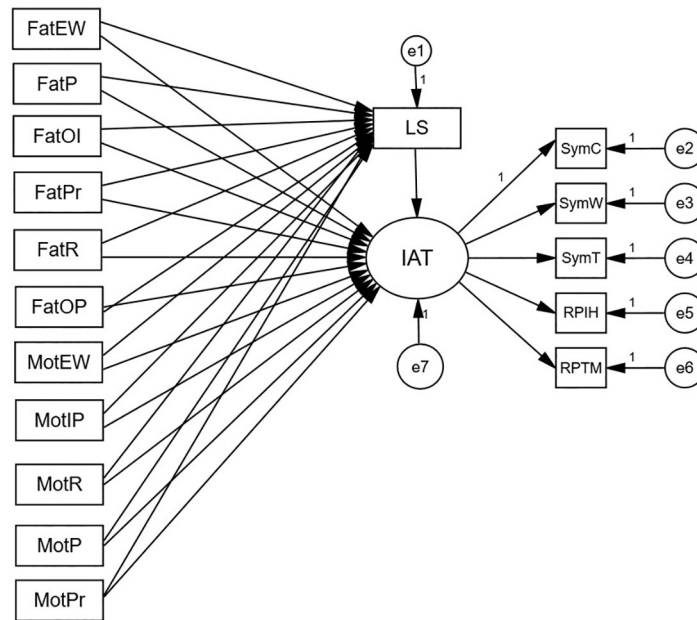 FatEW
FatP
FatOI
FatPr
FatR
FatOP
MotEW
MotIP
MotR
MotP
MotPr
e1
1
LS
IAT
1
e7
1
SymC
1
e2
SymW
1
e3
SymT
1
e4
RPIH
1
e5
RPTM
1
e6